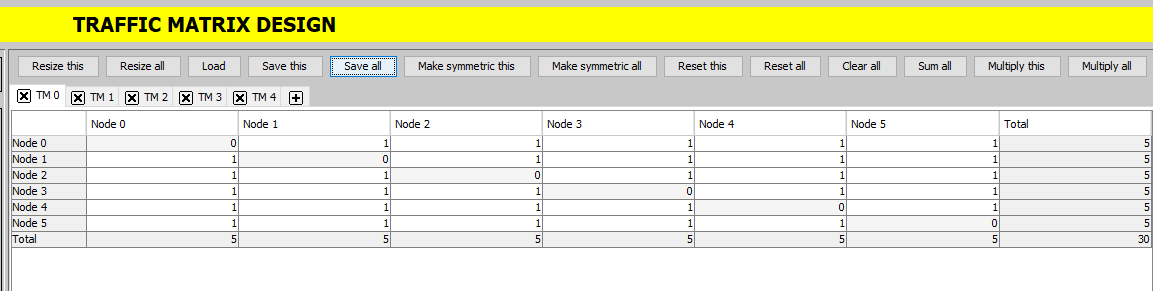 TRAFFIC MATRIX DESIGN
Resize this Resize all Load Save this Save all Make symmetric this Make symmetric all Reset this Reset all Clear all Sum all Multiply this Multiply all
TM 0 TM 1 TM 2 TM 3 TM 4
Node 0 Node 1 Node 2 Node 3 Node 4 Node 5 Total
Node 0 0 1 1 1 1 1 5
Node 1 1 0 1 1 1 1 5
Node 2 1 1 0 1 1 1 5
Node 3 1 1 1 0 1 1 5
Node 4 1 1 1 1 0 1 5
Node 5 1 1 1 1 1 0 5
Total 5 5 5 5 5 5 30